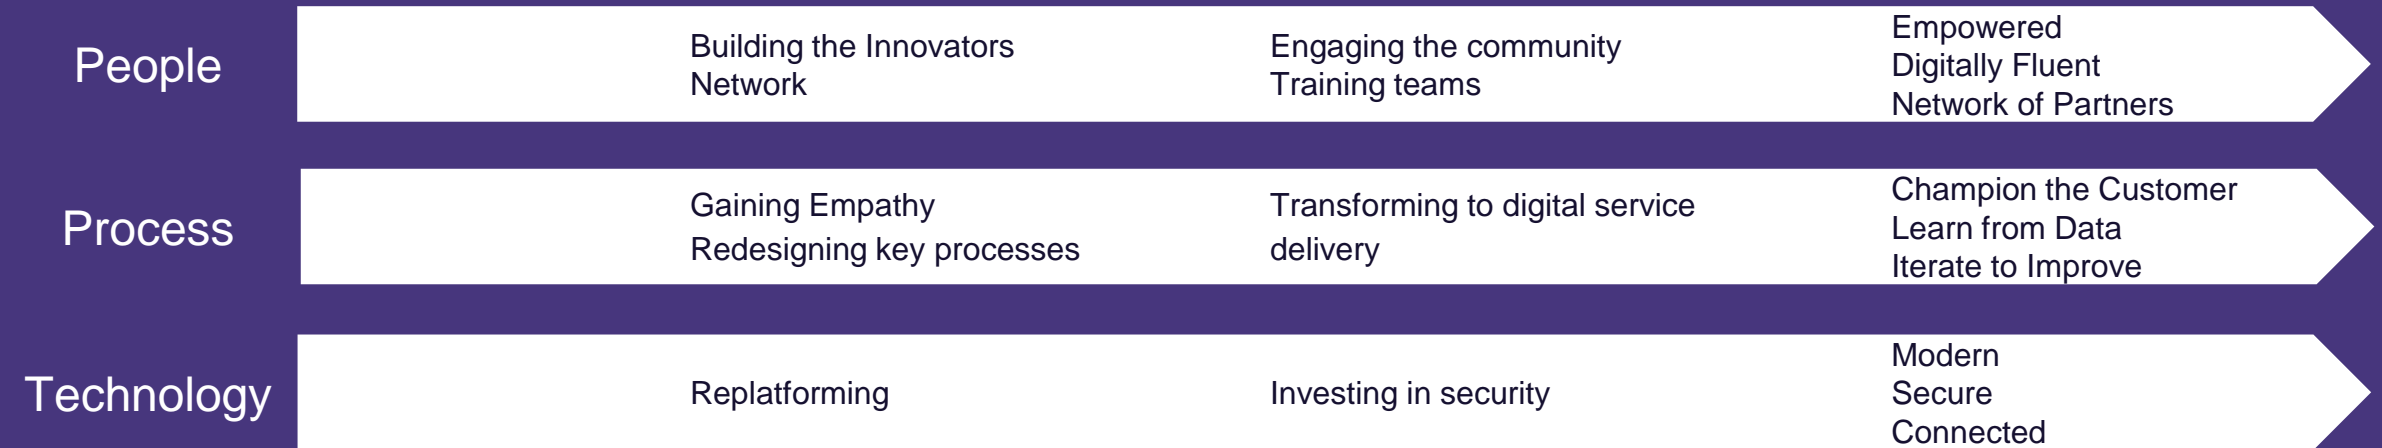 People
Building the Innovators
Network
Engaging the community
Training teams
Empowered
Digitally Fluent
Network of Partners
Process
Gaining Empathy
Redesigning key processes
Transforming to digital service
delivery
Champion the Customer
Learn from Data
Iterate to Improve
Technology
Replatforming
Investing in security
Modern
Secure
Connected